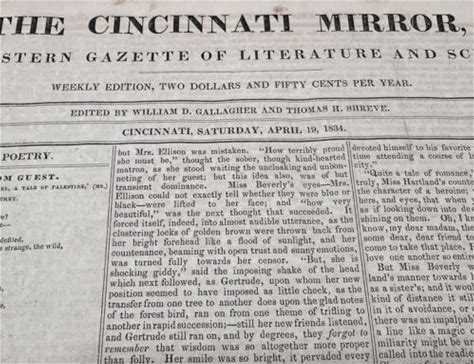 THE CINCINNATI MIRROR,
STERN GAZETTE OF LITERATURE AND SC
WEEKLY EDITION, TWO DOLLARS AND FIFTY CENTS PER YEAR.
EDITED BY WILLIAM D. GALLAGHER AND THOMAS H. SHREVE.
CINCINNATI, SATURDAY, APRIL 19, 1834.
POETRY.
OM GUEST.
A TALE OF PALESTINE,
strange, the wild,
but Mrs. Ellison was mistaken. "How terribly proud
she must be," thought the sober, though kind-hearted
matron, as she stood waiting the uncloaking and unbon-
neting of her guest; but this idea, also, was of but
transient dominance. Miss Beverly's eyes—Mrs.
Ellison could not exactly tell whether they were blue or
black—were lifted to her face; and "how very
beautiful," was the next thought that succeeded. It
forced itself, indeed, into almost audible utterance, as the
clustering locks of golden brown were thrown back from
her bright forehead like a flood of sunlight, and her
countenance, beaming with open trust and sunny emotions,
was turned fully towards her censor. "But, she is
shocking giddy," said the imposing shake of the head
which next followed, as Gertrude, upon whom her new
position seemed to have imposed as little check, as the
transfer from one tree to another does upon the glad notes
of the forest bird, ran on from one theme of mirth to
another in rapid succession;—still her new friends listened,
and Gertrude still ran on, and by degrees, they forgot to
remember that wisdom was so altogether more proper
than folly. Her smile was so bright, it pervaded every
devoted himself to his favorite
time attending a course of
city."
"Quite a tale of romance,
truly, Miss Hartland's
the character of a heroine;
hers, and eyes, that when
as if looking down into
shining on them. Oh, I
know, my dear madam, the
some dear, dear friend,
come to take that place
love one another so
But Miss Beverly
land's manner towards
as a sister's; and it would
kind of distance it
in it of avoidance, or
there was an impalpable
a line like a magic
of familiarity might
miliarity might be